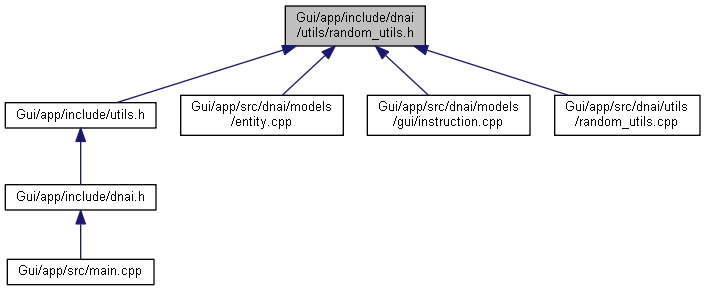 Gui/app/include/dnai
/utils/random_utils.h
Gui/app/include/utils.h
Gui/app/src/dnai/models
/entity.cpp
Gui/app/src/dnai/models
/gui/instruction.cpp
Gui/app/src/dnai/utils
/random_utils.cpp
Gui/app/include/dnai.h
Gui/app/src/main.cpp